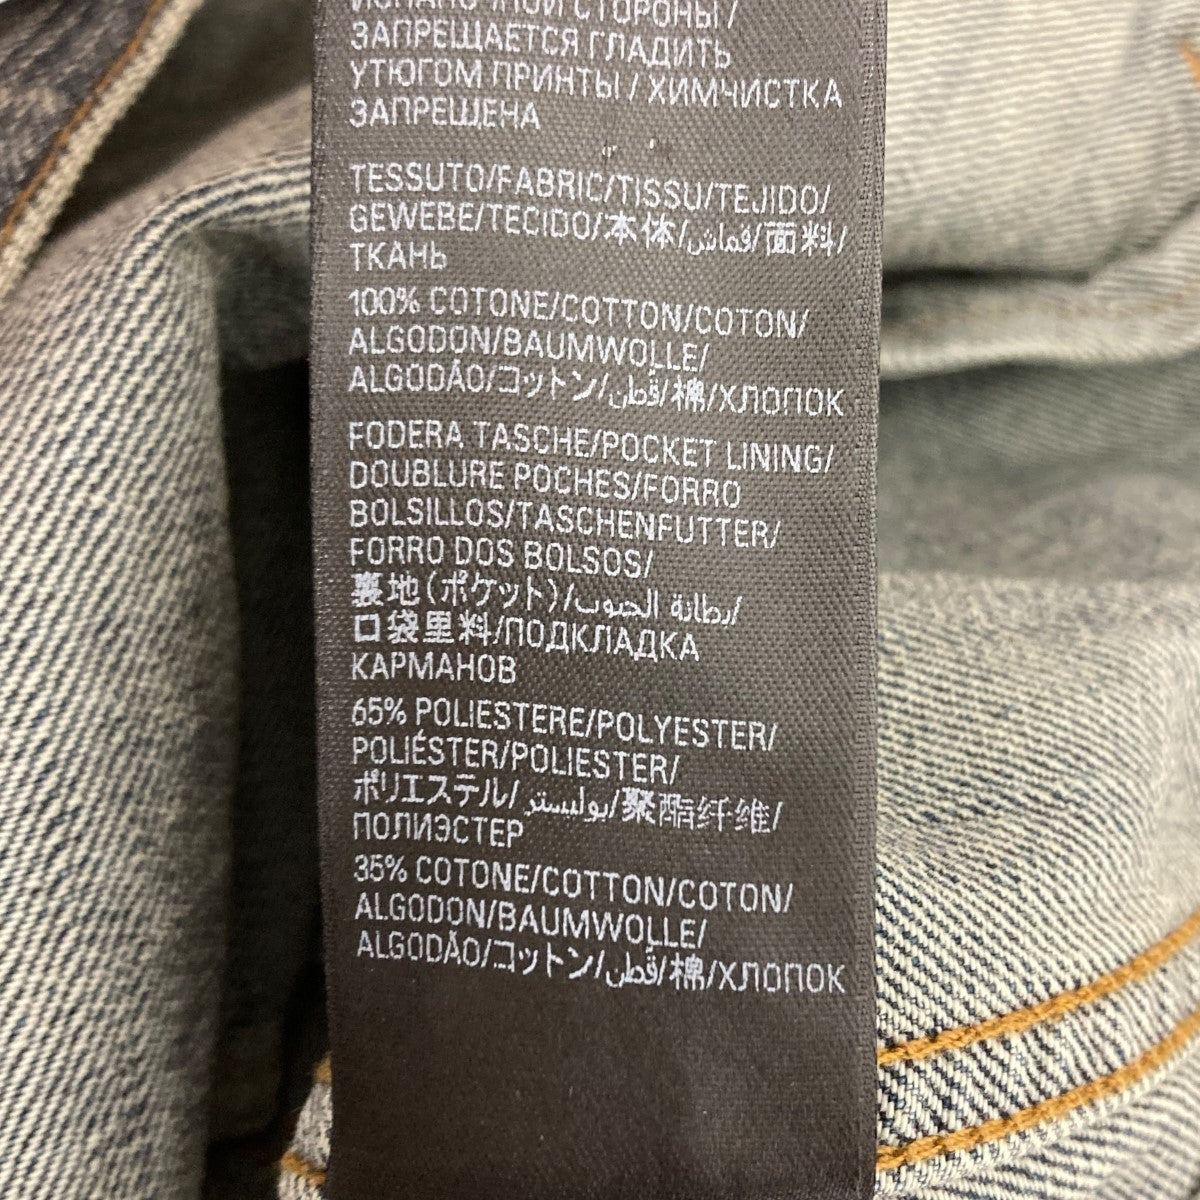 ИЗНАНОЧНОЙ СТОРОНЫ /
ЗАПРЕЩАЕТСЯ ГЛАДИТЬ
УТЮГОМ ПРИНТЫ / ХИМЧИСТКА
ЗАПРЕЩЕНА
TESSUTO/FABRIC/TISSU/TEJIDO/
GEWEBE/TECIDO/本体/قماش/面料/
ТКАНЬ
100% COTONE/COTTON/COTON/
ALGODON/BAUMWOLLE/
ALGODÃO/コットン/قطن/棉/ХЛОПОК
FODERA TASCHE/POCKET LINING/
DOUBLURE POCHES/FORRO
BOLSILLOS/TASCHENFUTTER/
FORRO DOS BOLSOS/
裏地(ポケット)/بطانة الجيوب/
口袋里料/ПОДКЛАДКА
КАРМАНОВ
65% POLIESTERE/POLYESTER/
POLIÉSTER/POLIESTER/
ポリエステル/بوليستر/聚酯纤维/
ПОЛИЭСТЕР
35% COTONE/COTTON/COTON/
ALGODON/BAUMWOLLE/
ALGODÃO/コットン/قطن/棉/ХЛОПОК